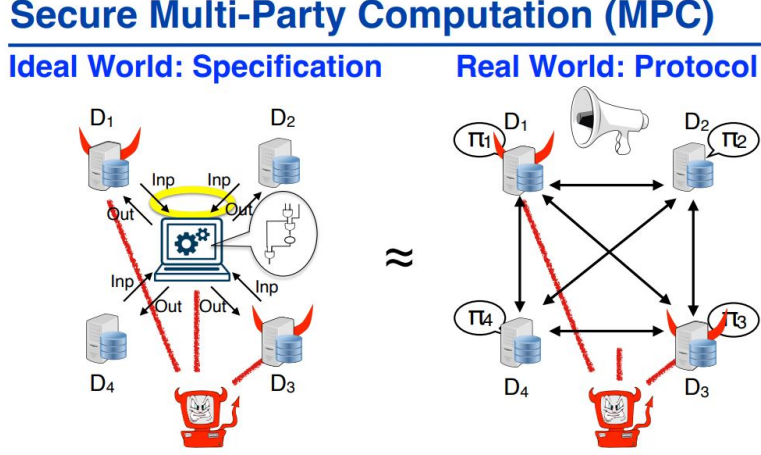 Secure Multi-Party Computation (MPC)
Ideal World: Specification
Real World: Protocol
D1
D2
Inp
Inp
Out
Out
Inp
Out
Out
Inp
D4
D3
≈
π1
D1
D2
π2
π4
π3
D4
D3